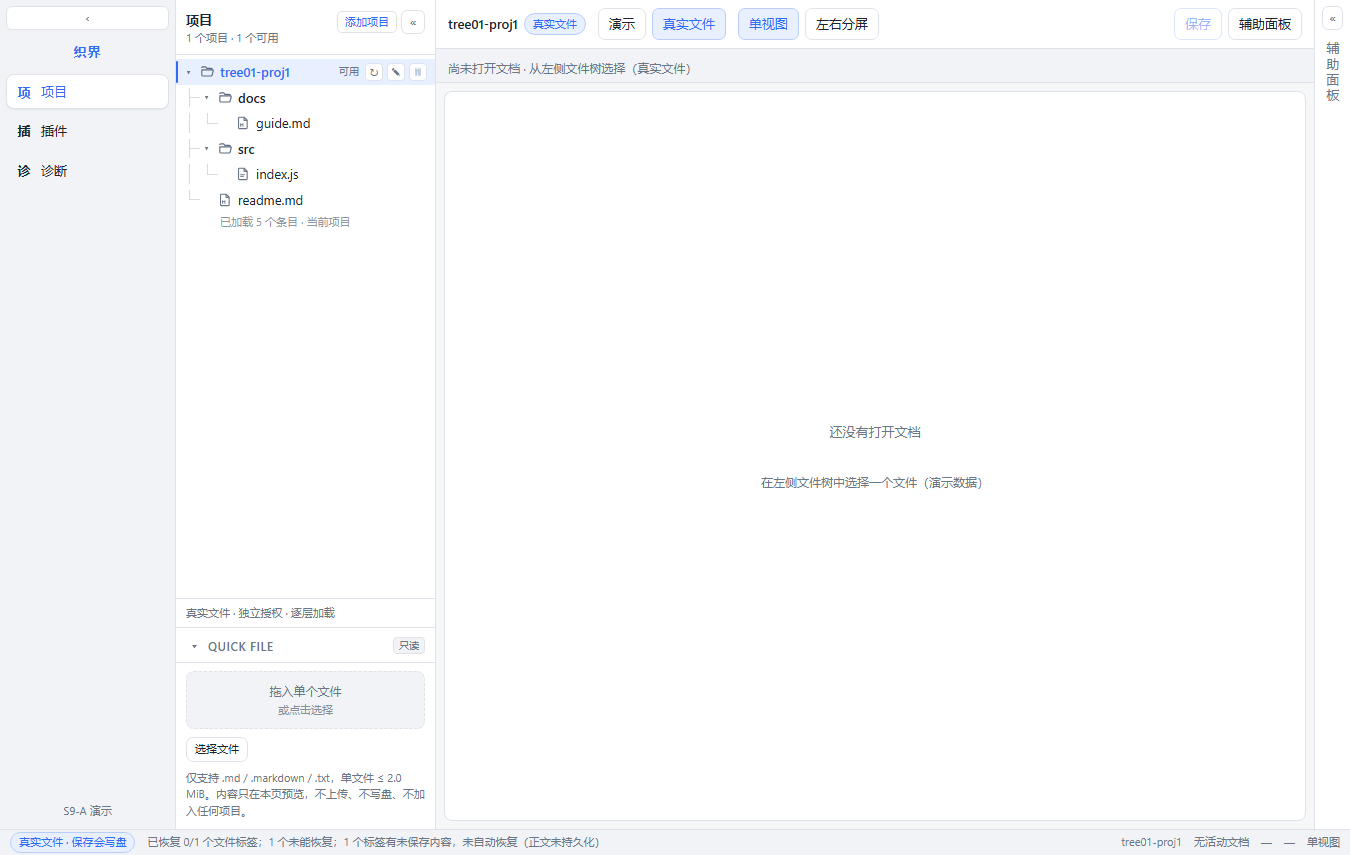 ‹
织界
项 项目
插 插件
诊 诊断
S9-A 演示
项目
1 个项目 · 1 个可用
添加项目
«
tree01-proj1
可用
docs
guide.md
src
index.js
readme.md
已加载 5 个条目 · 当前项目
真实文件 · 独立授权 · 逐层加载
QUICK FILE
只读
拖入单个文件
或点击选择
选择文件
仅支持 .md / .markdown / .txt，单文件 ≤ 2.0
MiB。内容只在本页预览，不上传、不写盘、不加
入任何项目。
tree01-proj1 真实文件 演示 真实文件 单视图 左右分屏 保存 辅助面板
尚未打开文档 · 从左侧文件树选择（真实文件）
还没有打开文档
在左侧文件树中选择一个文件（演示数据）
«
辅助面板
真实文件 · 保存会写盘 已恢复 0/1 个文件标签；1 个未能恢复；1 个标签有未保存内容，未自动恢复（正文未持久化） tree01-proj1 无活动文档 — — 单视图